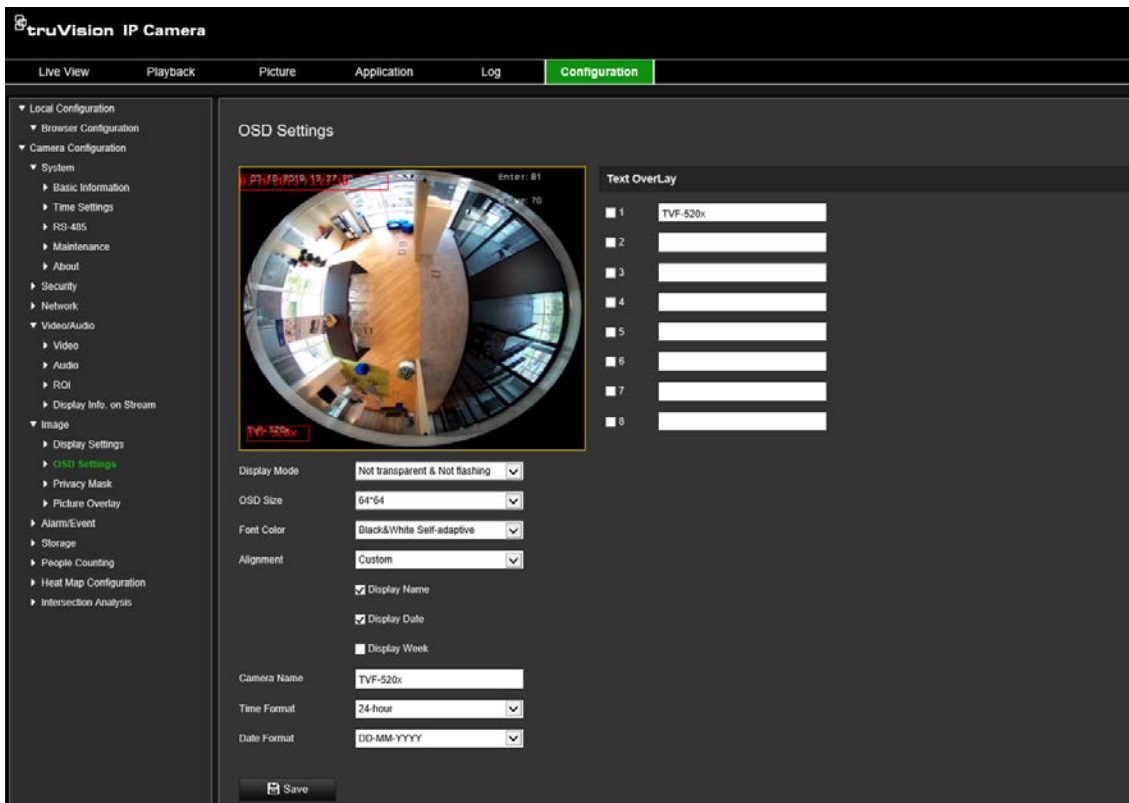 truVision IP Camera
Live View Playback Picture Application Log Configuration
Local Configuration
Browser Configuration
Camera Configuration
System
Basic Information
Time Settings
RS-485
Maintenance
About
Security
Network
Video/Audio
Video
Audio
ROI
Display Info. on Stream
Image
Display Settings
OSD Settings
Privacy Mask
Picture Overlay
Alarm/Event
Storage
People Counting
Heat Map Configuration
Intersection Analysis
OSD Settings
Enter: 81
TVF-520x
Display Mode Not transparent & Not flashing
OSD Size 64*64
Font Color Black&White Self-adaptive
Alignment Custom
Display Name
Display Date
Display Week
Camera Name TVF-520x
Time Format 24-hour
Date Format DD-MM-YYYY
Save
Text OverLay
1 TVF-520x
2
3
4
5
6
7
8